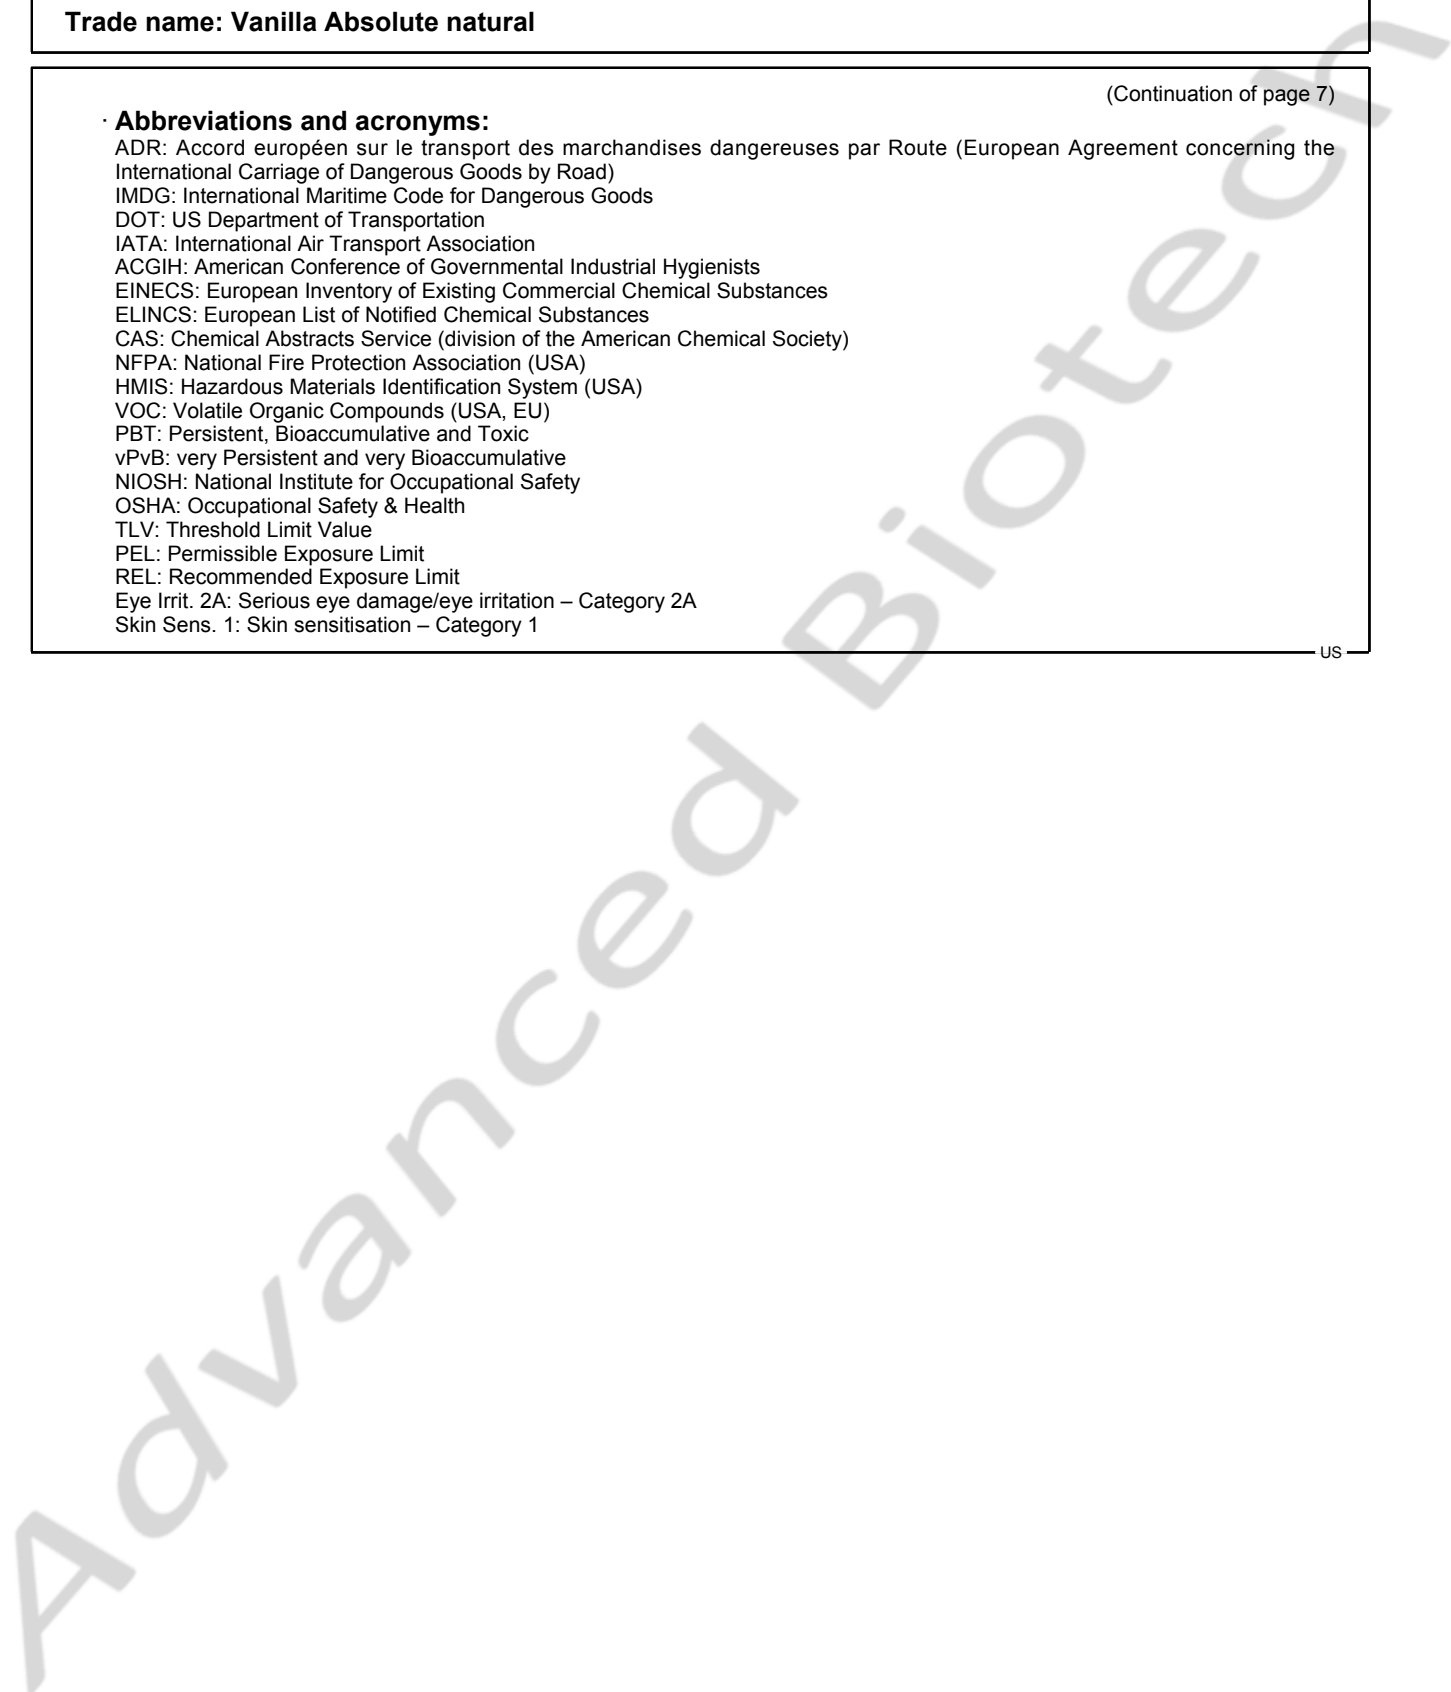 Trade name: Vanilla Absolute natural
(Continuation of page 7)
· Abbreviations and acronyms:
ADR: Accord européen sur le transport des marchandises dangereuses par Route (European Agreement concerning the
International Carriage of Dangerous Goods by Road)
IMDG: International Maritime Code for Dangerous Goods
DOT: US Department of Transportation
IATA: International Air Transport Association
ACGIH: American Conference of Governmental Industrial Hygienists
EINECS: European Inventory of Existing Commercial Chemical Substances
ELINCS: European List of Notified Chemical Substances
CAS: Chemical Abstracts Service (division of the American Chemical Society)
NFPA: National Fire Protection Association (USA)
HMIS: Hazardous Materials Identification System (USA)
VOC: Volatile Organic Compounds (USA, EU)
PBT: Persistent, Bioaccumulative and Toxic
vPvB: very Persistent and very Bioaccumulative
NIOSH: National Institute for Occupational Safety
OSHA: Occupational Safety & Health
TLV: Threshold Limit Value
PEL: Permissible Exposure Limit
REL: Recommended Exposure Limit
Eye Irrit. 2A: Serious eye damage/eye irritation – Category 2A
Skin Sens. 1: Skin sensitisation – Category 1
US
Advanced Biotech